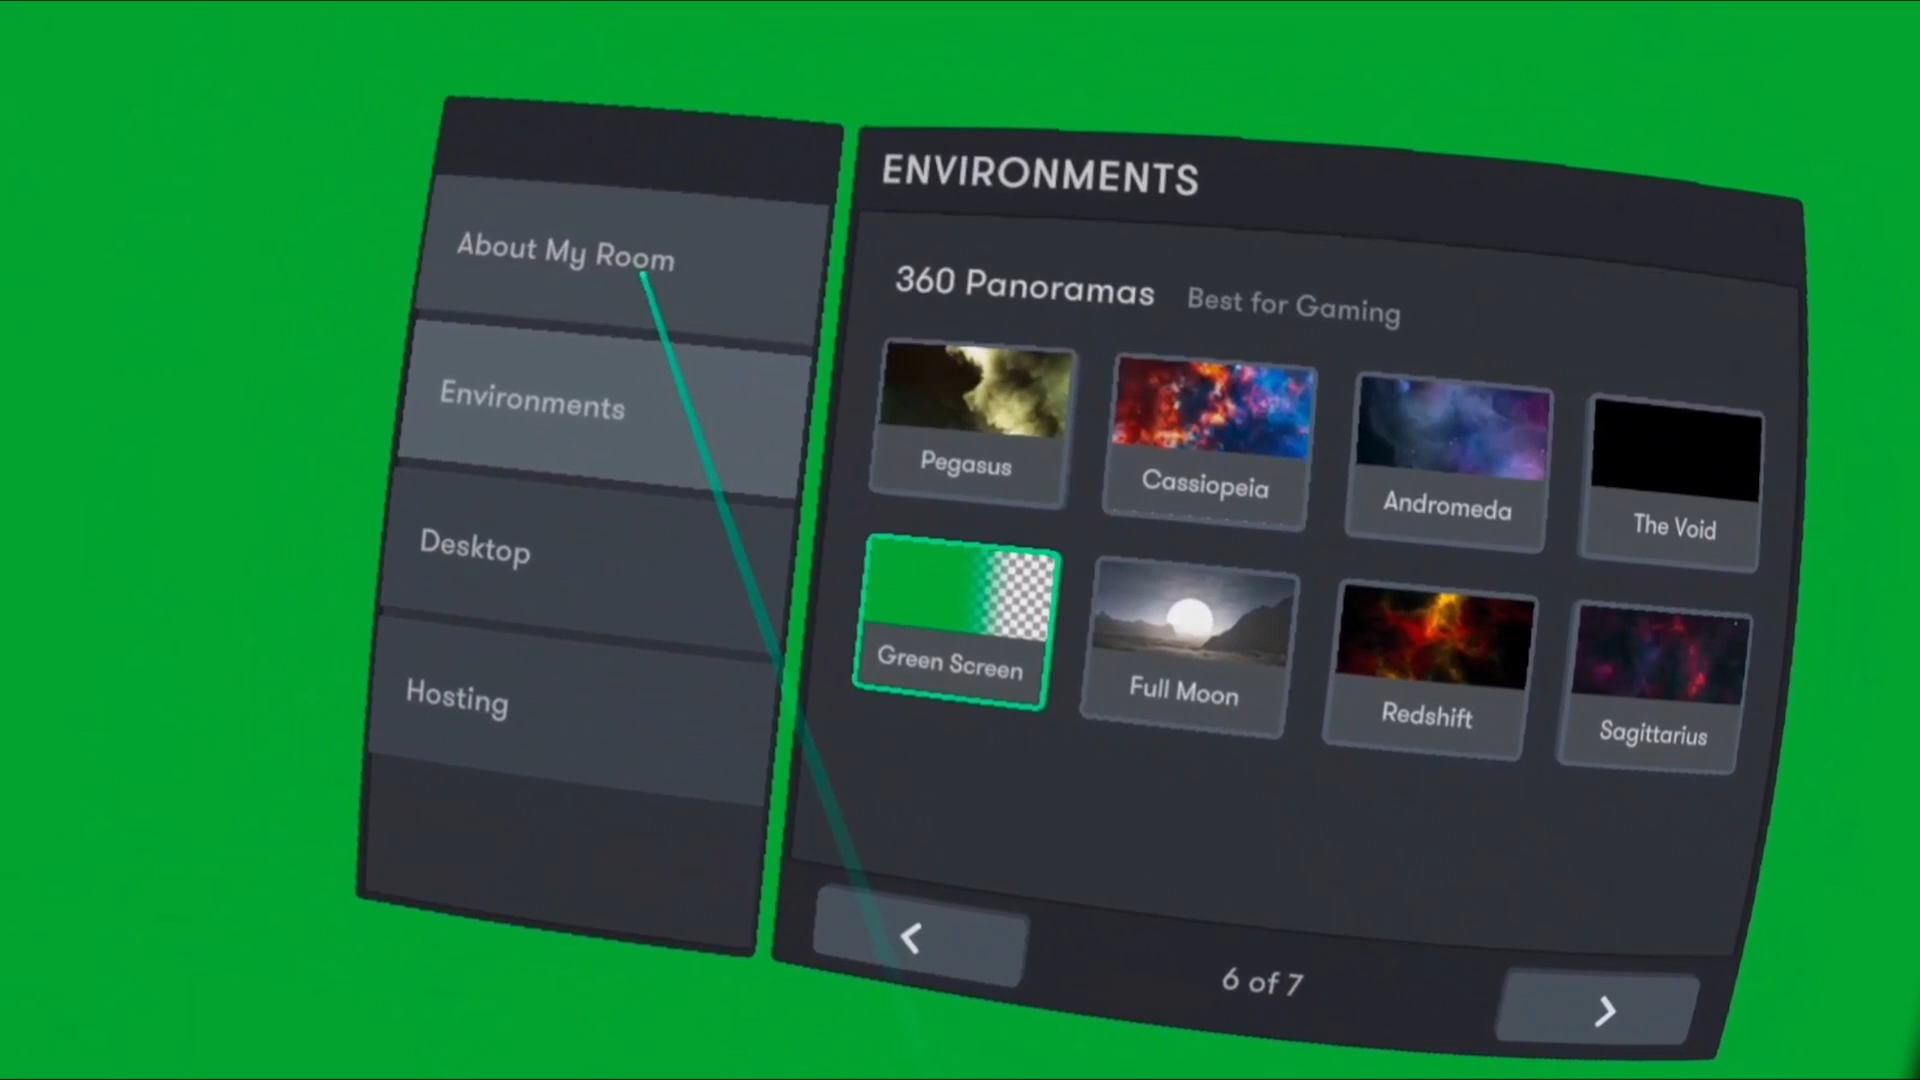 About My Room
Environments
Desktop
Hosting
ENVIRONMENTS
360 Panoramas Best for Gaming
Pegasus
Cassiopeia
Andromeda
The Void
Green Screen
Full Moon
Redshift
Sagittarius
6 of 7